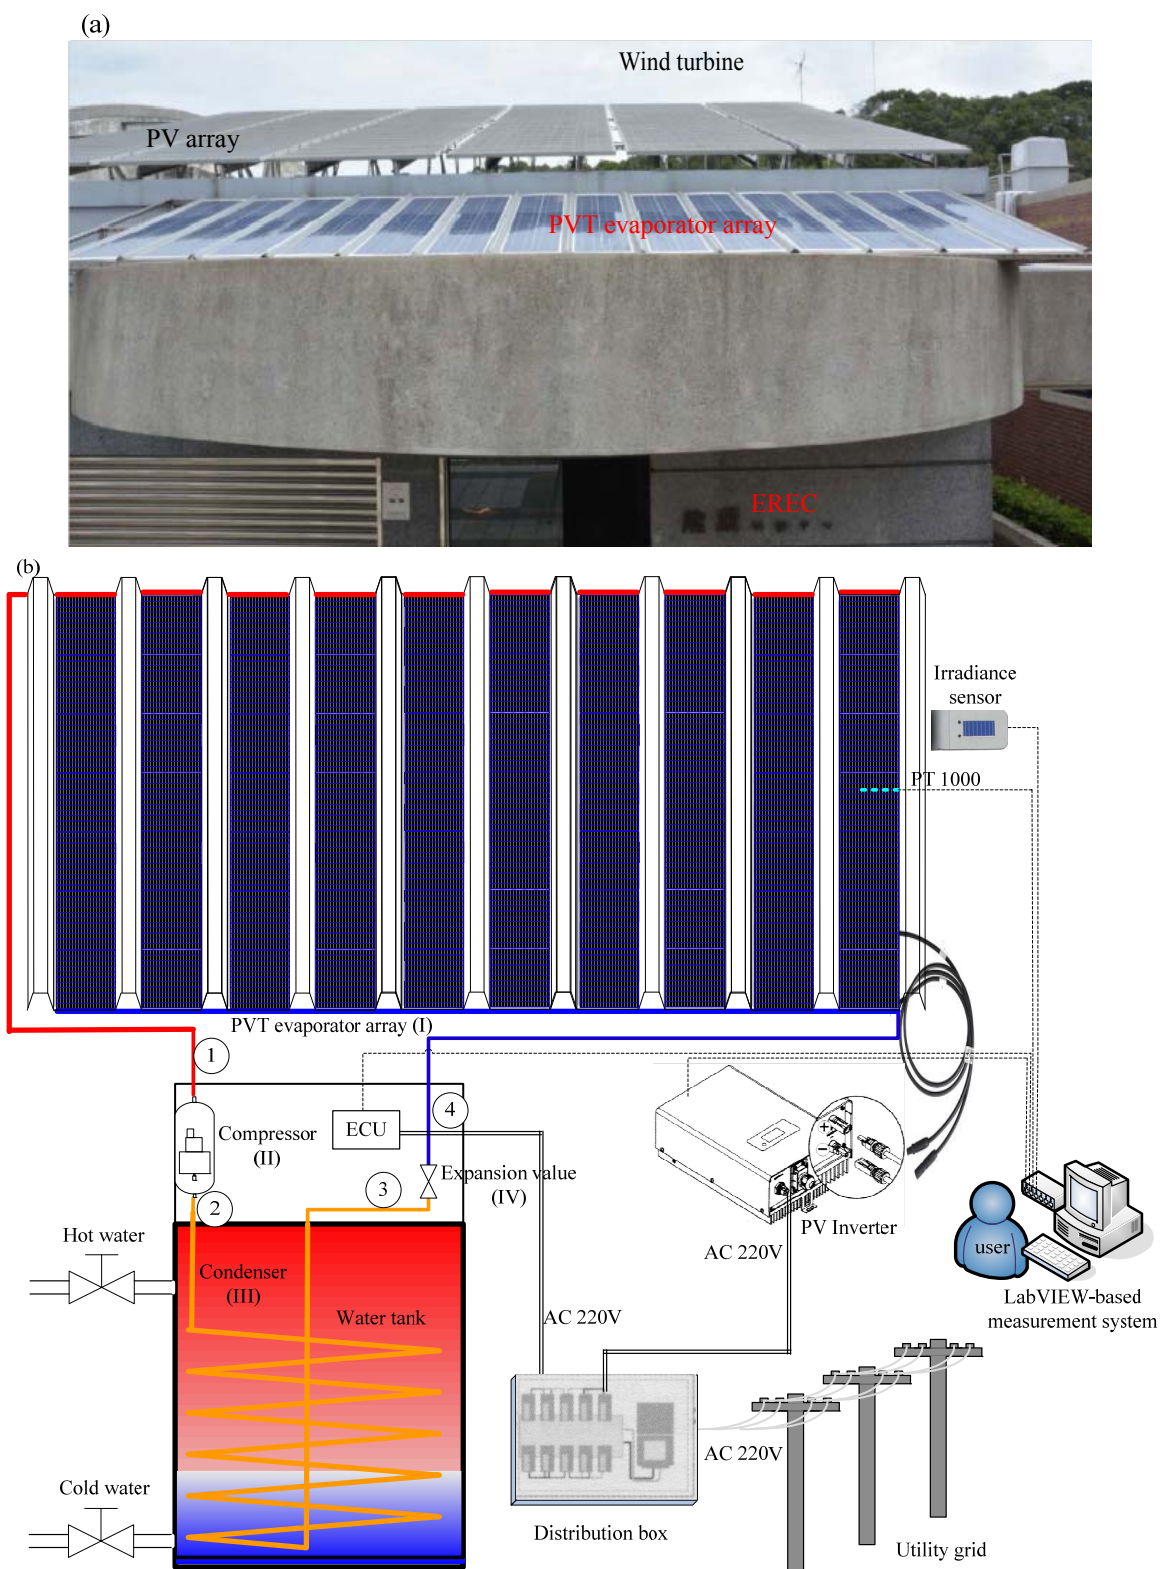 (a)
Wind turbine
PV array
PVT evaporator array
EREC
(b)
Irradiance
sensor
PT 1000
PVT evaporator array (I)
1
4
ECU
Compressor
(II)
Expansion value
(IV)
3
2
PV Inverter
Hot water
AC 220V
user
Condenser
(III)
Water tank
AC 220V
LabVIEW-based
measurement system
AC 220V
Cold water
Distribution box
Utility grid